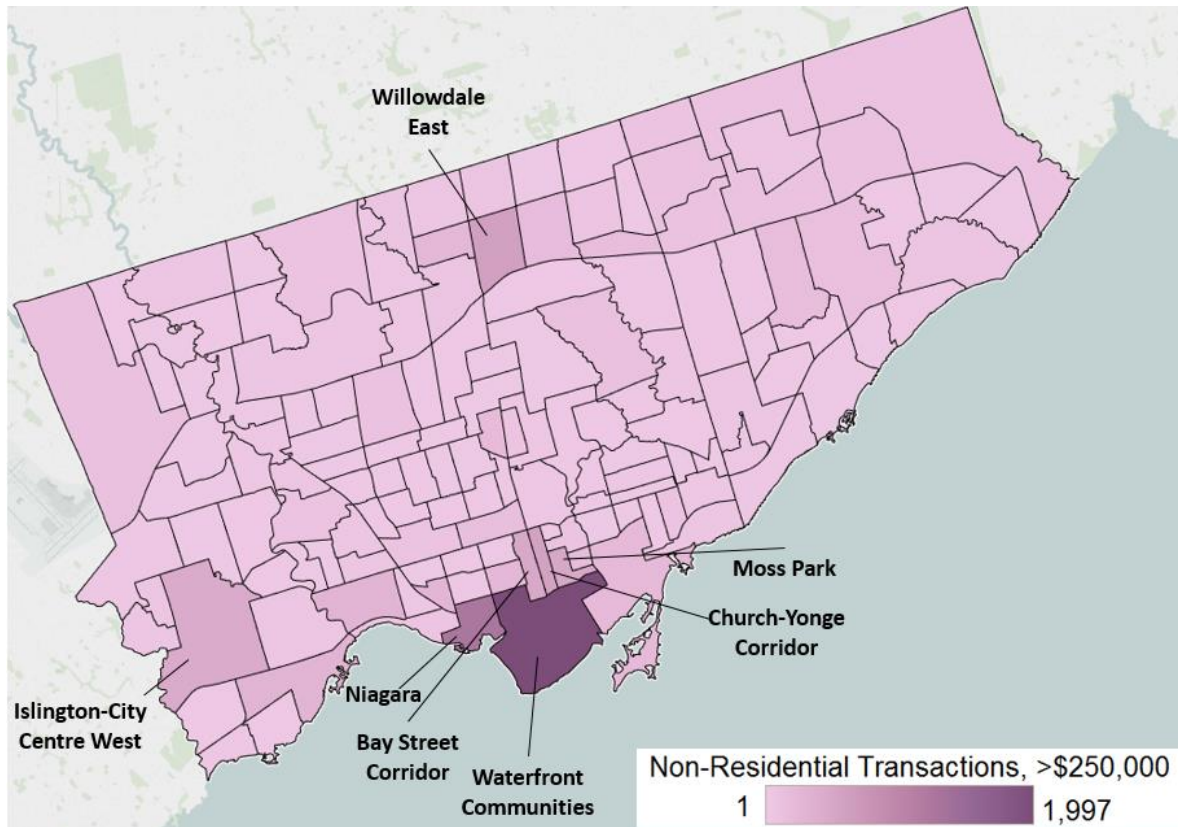 Willowdale
East
Moss Park
Church-Yonge
Corridor
Niagara
Islington-City
Centre West
Bay Street
Corridor
Waterfront
Communities
Non-Residential Transactions, >$250,000
1
1,997